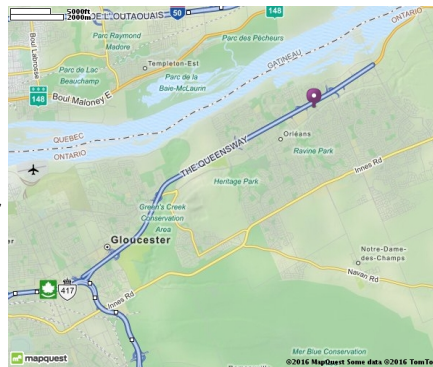 5000ft
2000m
DE L'OUTAOUAIS
50
148
ONTARIO
Boul Labrosse
Parc Raymond
Madore
Parc des Pêcheurs
Templeton-Est
GATINEAU
Parc de Lac
Beauchamp
Parc de la
Baie-McLaurin
148
Boul Maloney E
Orléans
QUEBEC
ONTARIO
THE QUEENSWAY
Ravine Park
Innes Rd
Heritage Park
Green's Creek
Conservation
Area
Gloucester
Notre-Dame-
des-Champs
Navan Rd
417
Innes Rd
Mer Blue Conservation
mapquest
©2016 MapQuest Some data ©2016 TomTo